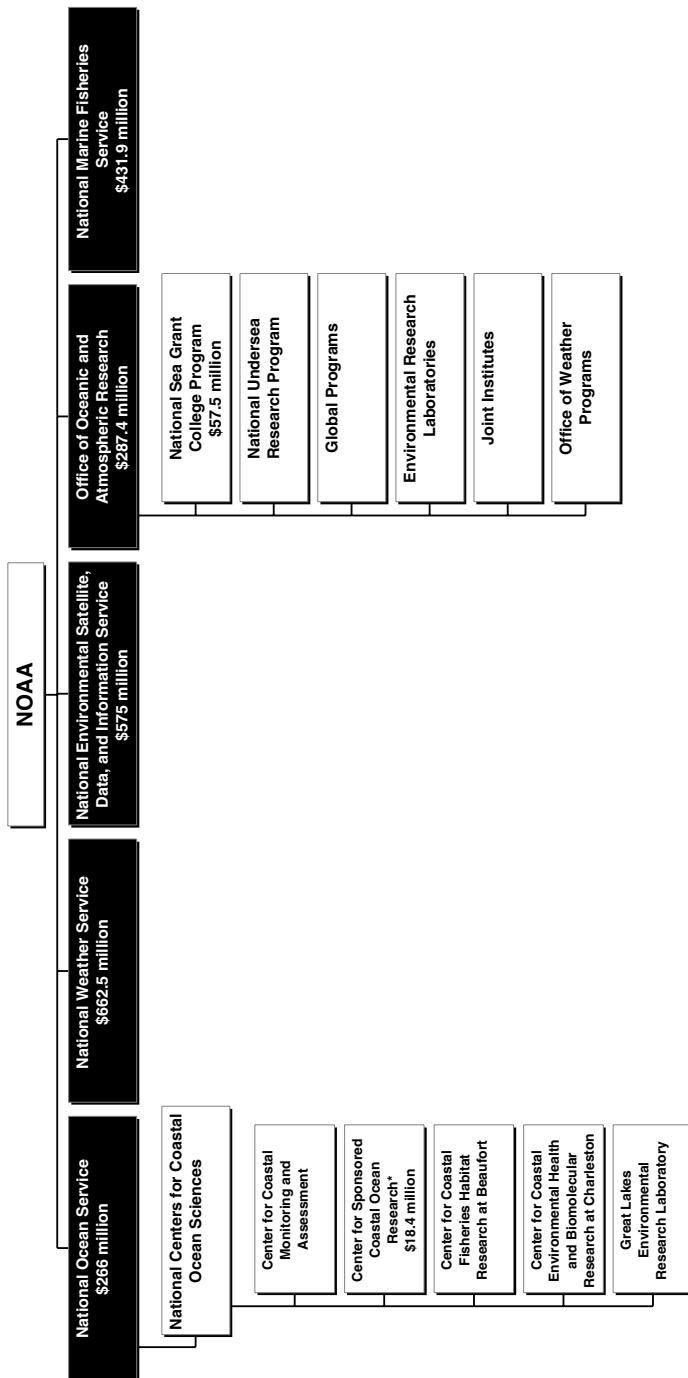 NOAA
National Ocean Service
$266 million
National Weather Service
$662.5 million
National Environmental Satellite,
Data, and Information Service
$575 million
Office of Oceanic and
Atmospheric Research
$287.4 million
National Marine Fisheries
Service
$431.9 million
National Centers for Coastal
Ocean Sciences
Center for Coastal
Monitoring and
Assessment
Center for Sponsored
Coastal Ocean
Research*
$18.4 million
Center for Coastal
Fisheries Habitat
Research at Beaufort
Center for Coastal
Environmental Health
and Biomolecular
Research at Charleston
Great Lakes
Environmental
Research Laboratory
National Sea Grant
College Program
$57.5 million
National Undersea
Research Program
Global Programs
Environmental Research
Laboratories
Joint Institutes
Office of Weather
Programs